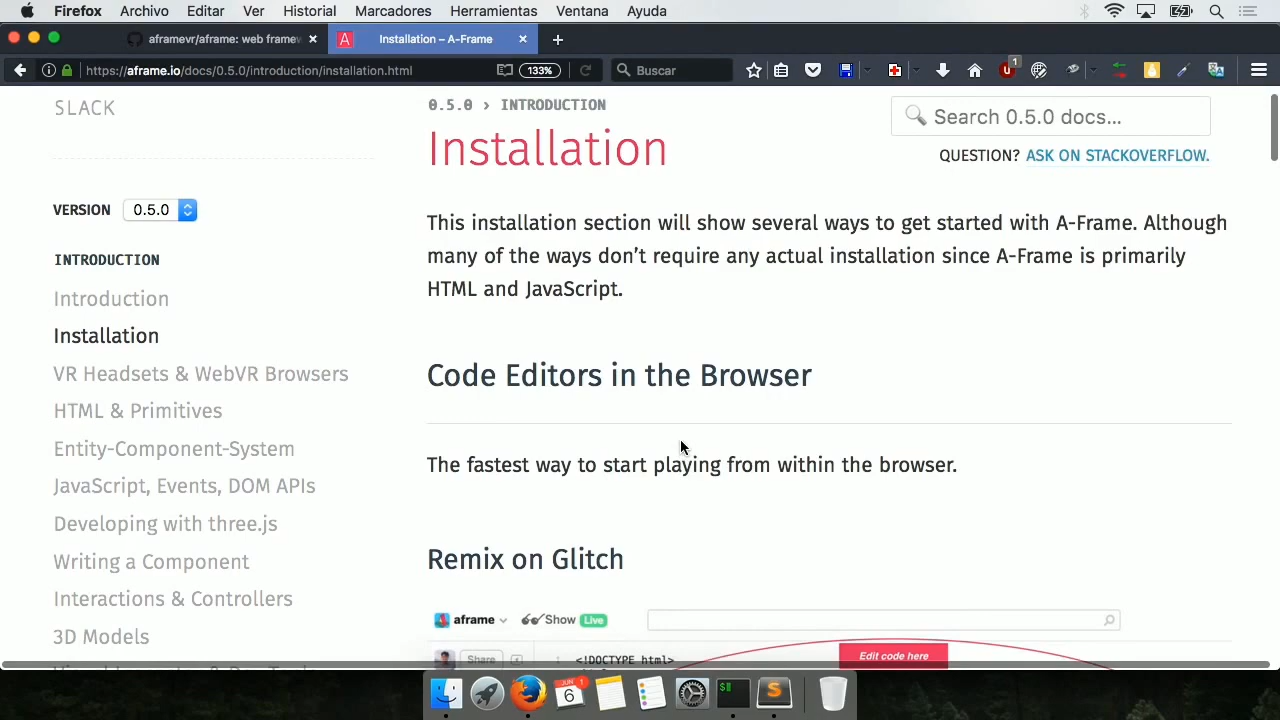 Firefox Archivo Editar Ver Historial Marcadores Herramientas Ventana Ayuda
aframevr/aframe: web framew
A Installation – A-Frame
https://aframe.io/docs/0.5.0/introduction/installation.html 133% Buscar
1
SLACK
VERSION 0.5.0
INTRODUCTION
Introduction
Installation
VR Headsets & WebVR Browsers
HTML & Primitives
Entity-Component-System
JavaScript, Events, DOM APIs
Developing with three.js
Writing a Component
Interactions & Controllers
3D Models
0.5.0 › INTRODUCTION
Installation
Search 0.5.0 docs...
QUESTION? ASK ON STACKOVERFLOW.
This installation section will show several ways to get started with A-Frame. Although
many of the ways don’t require any actual installation since A-Frame is primarily
HTML and JavaScript.
Code Editors in the Browser
The fastest way to start playing from within the browser.
Remix on Glitch
aframe Show Live
Share
1 <!DOCTYPE html>
Edit code here
JUN 1
6